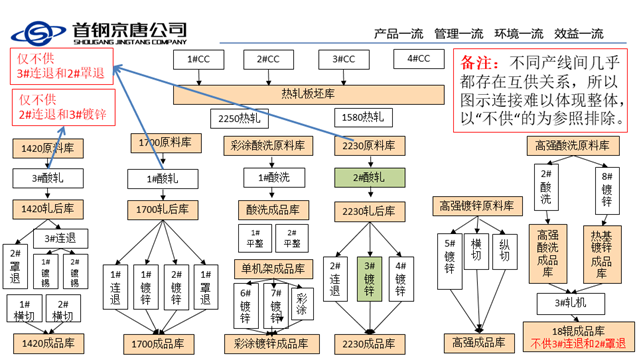 首钢京唐公司
SHOUGANG JINGTANG COMPANY
产品一流 管理一流 环境一流 效益一流
仅不供
3#连退和2#罩退
仅不供
2#连退和3#镀锌
1#CC
2#CC
3#CC
4#CC
热轧板坯库
2250热轧
1580热轧
备注：不同产线间几乎
都存在互供关系，所以
图示连接难以体现整体，
以“不供“的为参照排除。
1420原料库
3#酸轧
1420轧后库
2#罩退
3#连退
1#镀锡
2#镀锡
1#横切
2#横切
1420成品库
1700原料库
1#酸轧
1700轧后库
1#连退
1#镀锌
2#镀锌
1#罩退
1700成品库
彩涂酸洗原料库
1#酸洗
酸洗成品库
1#平整
2#平整
单机架成品库
6#镀锌
7#镀锌
彩涂
彩涂镀锌成品库
2230原料库
2#酸轧
2230轧后库
2#连退
3#镀锌
4#镀锌
2230成品库
高强镀锌原料库
5#镀锌
横切
纵切
高强成品库
高强酸洗原料库
2#酸洗
8#镀锌
高强酸洗成品库
热基镀锌成品库
3#轧机
18辊成品库
不供3#连退和2#罩退